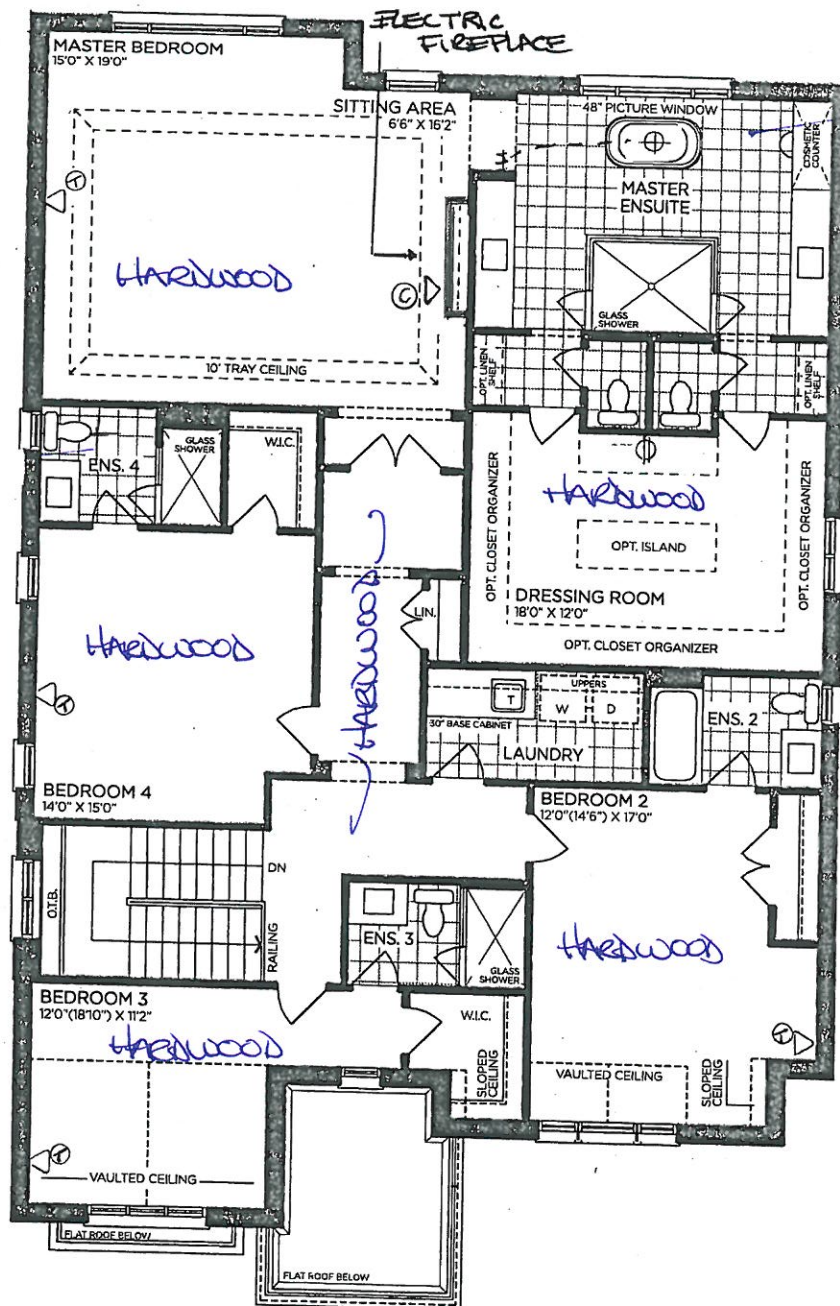 ELECTRIC
FIREPLACE
MASTER BEDROOM
15'0" X 19'0"
SITTING AREA
6'6" X 16'2"
48" PICTURE WINDOW
COSMETIC
COUNTER
MASTER
ENSUITE
HARDWOOD
C
T
GLASS
SHOWER
10' TRAY CEILING
OPT. LINEN
SHELF
OPT. LINEN
SHELF
ENS. 4
GLASS
SHOWER
W.I.C.
OPT. CLOSET ORGANIZER
HARDWOOD
OPT. ISLAND
OPT. CLOSET ORGANIZER
DRESSING ROOM
18'0" X 12'0"
OPT. CLOSET ORGANIZER
HARDWOOD
HARDWOOD
LIN.
T
UPPERS
T
W
D
30" BASE CABINET
LAUNDRY
ENS. 2
BEDROOM 4
14'0" X 15'0"
BEDROOM 2
12'0"(14'6") X 17'0"
O.T.B.
DN
RAILING
ENS. 3
GLASS
SHOWER
HARDWOOD
BEDROOM 3
12'0"(18'10") X 11'2"
HARDWOOD
W.I.C.
SLOPED
CEILING
T
VAULTED CEILING
SLOPED
CEILING
T
VAULTED CEILING
FLAT ROOF BELOW
FLAT ROOF BELOW